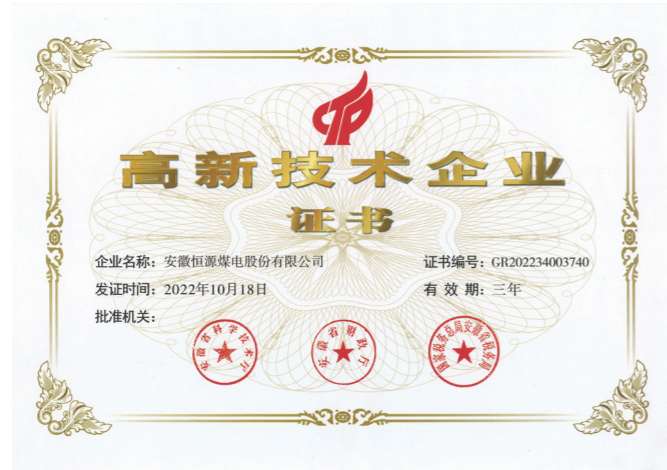 高新技术企业
证书
企业名称：安徽恒源煤电股份有限公司
证书编号：GR202234003740
发证时间：2022年10月18日
有 效 期：三年
批准机关：
安徽省科学技术厅
安徽省财政厅
国家税务总局安徽省税务局